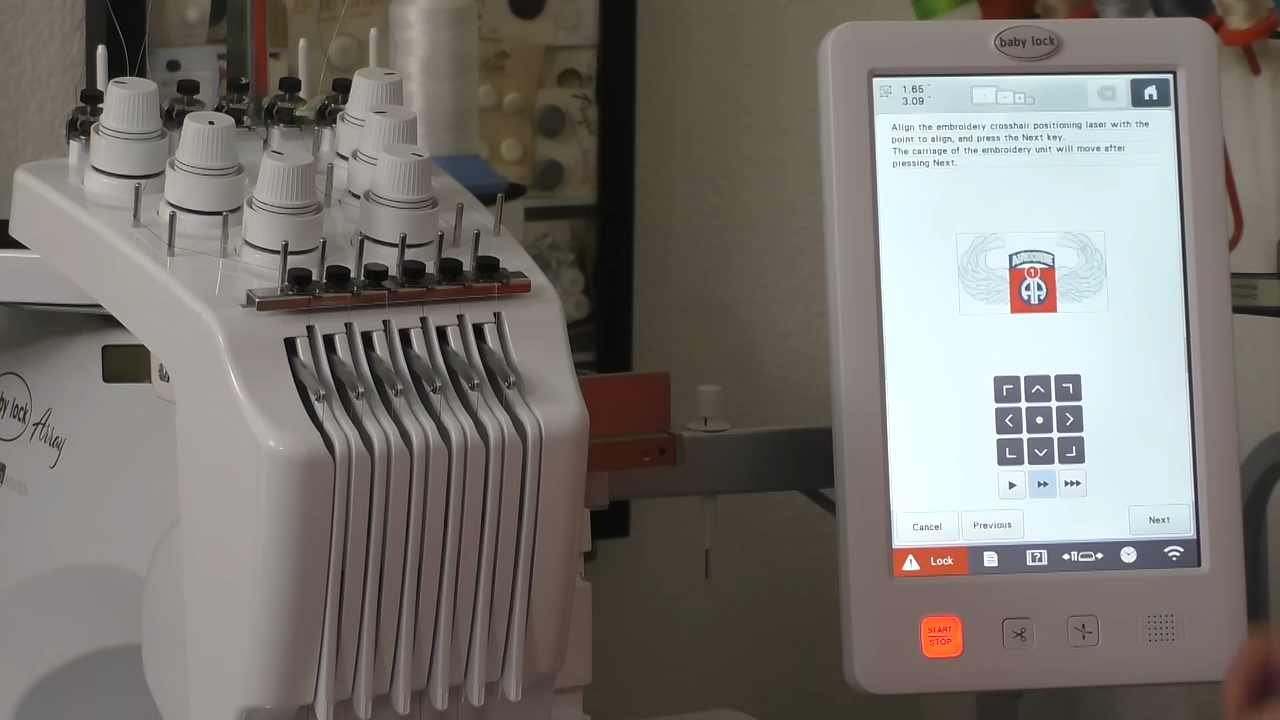 baby lock
1.65"
3.09"
Align the embroidery crosshair positioning laser with the
point to align, and press the Next key.
The carriage of the embroidery unit will move after
pressing Next.
AIRBORNE
1
AA
Cancel
Previous
Next
Lock
START
STOP
by lock
Array